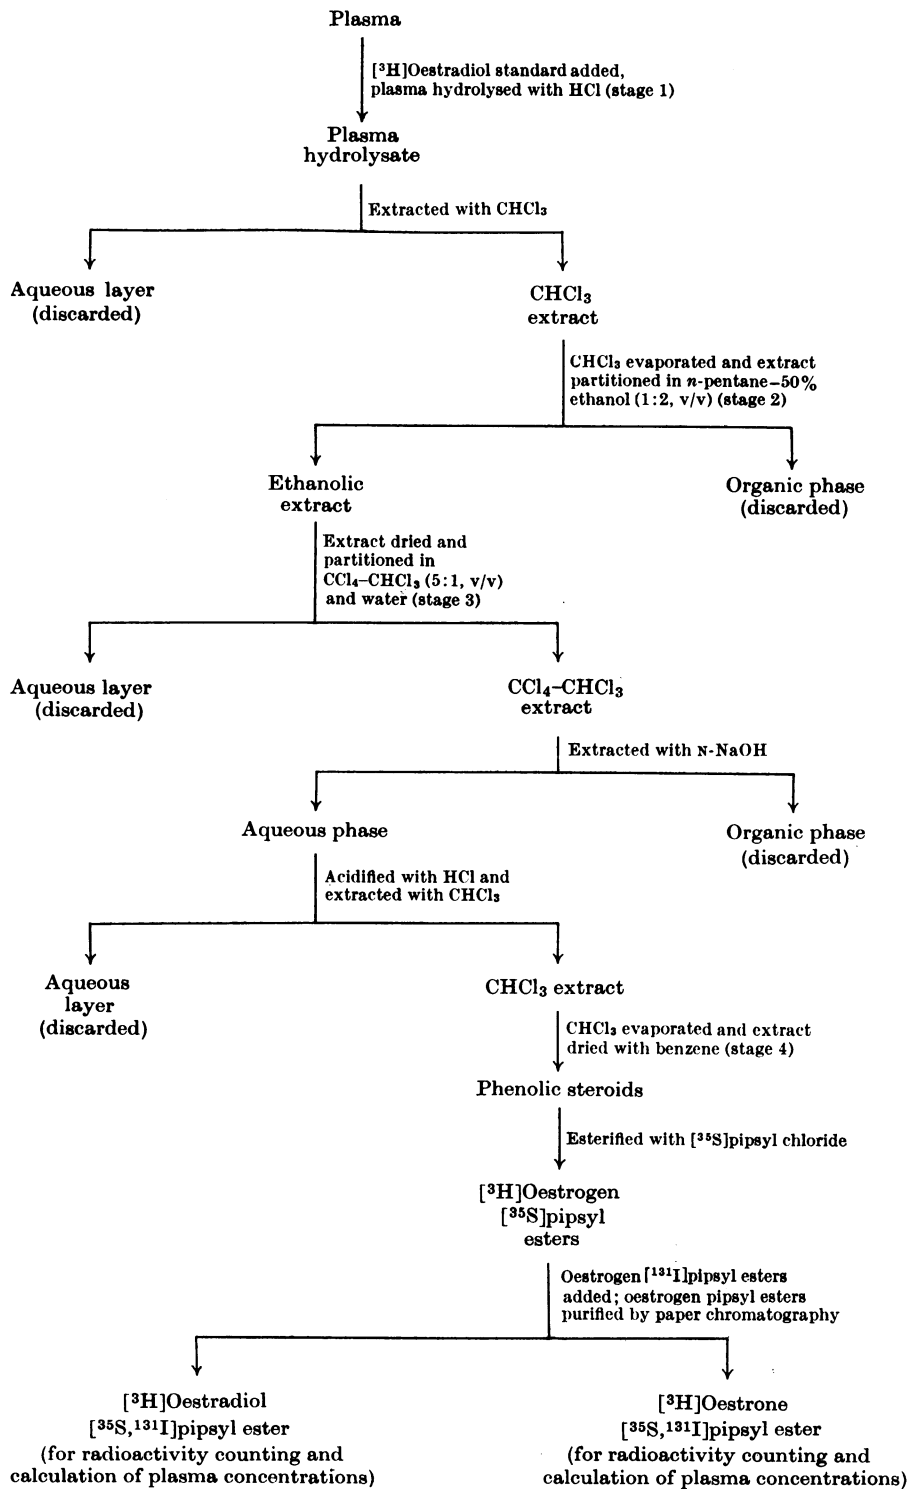 Plasma
[³H]Oestradiol standard added,
plasma hydrolysed with HCl (stage 1)
Plasma
hydrolysate
Extracted with CHCl₃
Aqueous layer
(discarded)
CHCl₃
extract
CHCl₃ evaporated and extract
partitioned in n-pentane–50%
ethanol (1:2, v/v) (stage 2)
Ethanolic
extract
Organic phase
(discarded)
Extract dried and
partitioned in
CCl₄–CHCl₃ (5:1, v/v)
and water (stage 3)
Aqueous layer
(discarded)
CCl₄–CHCl₃
extract
Extracted with N-NaOH
Aqueous phase
Organic phase
(discarded)
Acidified with HCl and
extracted with CHCl₃
Aqueous
layer
(discarded)
CHCl₃ extract
CHCl₃ evaporated and extract
dried with benzene (stage 4)
Phenolic steroids
Esterified with [³⁵S]pipsyl chloride
[³H]Oestrogen
[³⁵S]pipsyl
esters
Oestrogen [¹³¹I]pipsyl esters
added; oestrogen pipsyl esters
purified by paper chromatography
[³H]Oestradiol
[³⁵S,¹³¹I]pipsyl ester
(for radioactivity counting and
calculation of plasma concentrations)
[³H]Oestrone
[³⁵S,¹³¹I]pipsyl ester
(for radioactivity counting and
calculation of plasma concentrations)